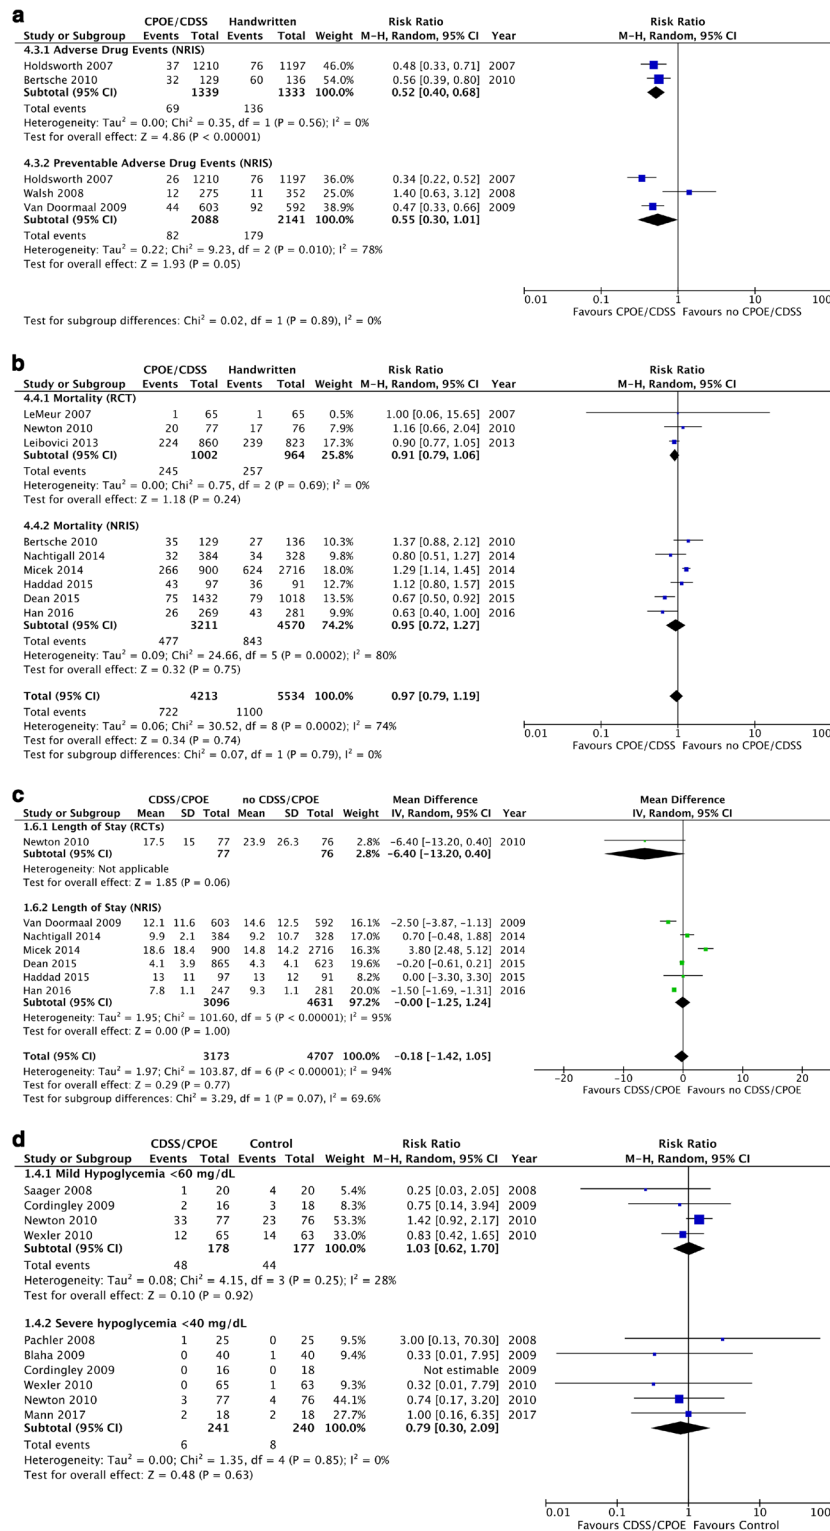 a
CPOE/CDSS Handwritten Risk Ratio Risk Ratio
Study or Subgroup Events Total Events Total Weight M-H, Random, 95% CI Year M-H, Random, 95% CI
4.3.1 Adverse Drug Events (NRIS)
Holdsworth 2007 37 1210 76 1197 46.0% 0.48 [0.33, 0.71] 2007
Bertsche 2010 32 129 60 136 54.0% 0.56 [0.39, 0.80] 2010
Subtotal (95% CI) 1339 1333 100.0% 0.52 [0.40, 0.68]
Total events 69 136
Heterogeneity: Tau² = 0.00; Chi² = 0.35, df = 1 (P = 0.56); I² = 0%
Test for overall effect: Z = 4.86 (P < 0.00001)
4.3.2 Preventable Adverse Drug Events (NRIS)
Holdsworth 2007 26 1210 76 1197 36.0% 0.34 [0.22, 0.52] 2007
Walsh 2008 12 275 11 352 25.0% 1.40 [0.63, 3.12] 2008
Van Doormaal 2009 44 603 92 592 38.9% 0.47 [0.33, 0.66] 2009
Subtotal (95% CI) 2088 2141 100.0% 0.55 [0.30, 1.01]
Total events 82 179
Heterogeneity: Tau² = 0.22; Chi² = 9.23, df = 2 (P = 0.010); I² = 78%
Test for overall effect: Z = 1.93 (P = 0.05)
0.01 0.1 1 10 100
Favours CPOE/CDSS Favours no CPOE/CDSS
Test for subgroup differences: Chi² = 0.02, df = 1 (P = 0.89), I² = 0%
b
CPOE/CDSS Handwritten Risk Ratio Risk Ratio
Study or Subgroup Events Total Events Total Weight M-H, Random, 95% CI Year M-H, Random, 95% CI
4.4.1 Mortality (RCT)
LeMeur 2007 1 65 1 65 0.5% 1.00 [0.06, 15.65] 2007
Newton 2010 20 77 17 76 7.9% 1.16 [0.66, 2.04] 2010
Leibovici 2013 224 860 239 823 17.3% 0.90 [0.77, 1.05] 2013
Subtotal (95% CI) 1002 964 25.8% 0.91 [0.79, 1.06]
Total events 245 257
Heterogeneity: Tau² = 0.00; Chi² = 0.75, df = 2 (P = 0.69); I² = 0%
Test for overall effect: Z = 1.18 (P = 0.24)
4.4.2 Mortality (NRIS)
Bertsche 2010 35 129 27 136 10.3% 1.37 [0.88, 2.12] 2010
Nachtigall 2014 32 384 34 328 9.8% 0.80 [0.51, 1.27] 2014
Micek 2014 266 900 624 2716 18.0% 1.29 [1.14, 1.45] 2014
Haddad 2015 43 97 36 91 12.7% 1.12 [0.80, 1.57] 2015
Dean 2015 75 1432 79 1018 13.5% 0.67 [0.50, 0.92] 2015
Han 2016 26 269 43 281 9.9% 0.63 [0.40, 1.00] 2016
Subtotal (95% CI) 3211 4570 74.2% 0.95 [0.72, 1.27]
Total events 477 843
Heterogeneity: Tau² = 0.09; Chi² = 24.66, df = 5 (P = 0.0002); I² = 80%
Test for overall effect: Z = 0.32 (P = 0.75)
Total (95% CI) 4213 5534 100.0% 0.97 [0.79, 1.19]
Total events 722 1100
Heterogeneity: Tau² = 0.06; Chi² = 30.52, df = 8 (P = 0.0002); I² = 74%
0.01 0.1 1 10 100
Test for overall effect: Z = 0.34 (P = 0.74)
Favours CPOE/CDSS Favours no CPOE/CDSS
Test for subgroup differences: Chi² = 0.07, df = 1 (P = 0.79), I² = 0%
c
CDSS/CPOE no CDSS/CPOE Mean Difference Mean Difference
Study or Subgroup Mean SD Total Mean SD Total Weight IV, Random, 95% CI Year IV, Random, 95% CI
1.6.1 Length of Stay (RCTs)
Newton 2010 17.5 15 77 23.9 26.3 76 2.8% −6.40 [−13.20, 0.40] 2010
Subtotal (95% CI) 77 76 2.8% −6.40 [−13.20, 0.40]
Heterogeneity: Not applicable
Test for overall effect: Z = 1.85 (P = 0.06)
1.6.2 Length of Stay (NRIS)
Van Doormaal 2009 12.1 11.6 603 14.6 12.5 592 16.1% −2.50 [−3.87, −1.13] 2009
Nachtigall 2014 9.9 2.1 384 9.2 10.7 328 17.0% 0.70 [−0.48, 1.88] 2014
Micek 2014 18.6 18.4 900 14.8 14.2 2716 16.3% 3.80 [2.48, 5.12] 2014
Dean 2015 4.1 3.9 865 4.3 4.1 623 19.6% −0.20 [−0.61, 0.21] 2015
Haddad 2015 13 11 97 13 12 91 8.2% 0.00 [−3.30, 3.30] 2015
Han 2016 7.8 1.1 247 9.3 1.1 281 20.0% −1.50 [−1.69, −1.31] 2016
Subtotal (95% CI) 3096 4631 97.2% −0.00 [−1.25, 1.24]
Heterogeneity: Tau² = 1.95; Chi² = 101.60, df = 5 (P < 0.00001); I² = 95%
Test for overall effect: Z = 0.00 (P = 1.00)
Total (95% CI) 3173 4707 100.0% −0.18 [−1.42, 1.05]
Heterogeneity: Tau² = 1.97; Chi² = 103.87, df = 6 (P < 0.00001); I² = 94%
−20 −10 0 10 20
Test for overall effect: Z = 0.29 (P = 0.77)
Favours CDSS/CPOE Favours no CDSS/CPOE
Test for subgroup differences: Chi² = 3.29, df = 1 (P = 0.07), I² = 69.6%
d
CDSS/CPOE Control Risk Ratio Risk Ratio
Study or Subgroup Events Total Events Total Weight M-H, Random, 95% CI Year M-H, Random, 95% CI
1.4.1 Mild Hypoglycemia <60 mg/dL
Saager 2008 1 20 4 20 5.4% 0.25 [0.03, 2.05] 2008
Cordingley 2009 2 16 3 18 8.3% 0.75 [0.14, 3.94] 2009
Newton 2010 33 77 23 76 53.3% 1.42 [0.92, 2.17] 2010
Wexler 2010 12 65 14 63 33.0% 0.83 [0.42, 1.65] 2010
Subtotal (95% CI) 178 177 100.0% 1.03 [0.62, 1.70]
Total events 48 44
Heterogeneity: Tau² = 0.08; Chi² = 4.15, df = 3 (P = 0.25); I² = 28%
Test for overall effect: Z = 0.10 (P = 0.92)
1.4.2 Severe hypoglycemia <40 mg/dL
Pachler 2008 1 25 0 25 9.5% 3.00 [0.13, 70.30] 2008
Blaha 2009 0 40 1 40 9.4% 0.33 [0.01, 7.95] 2009
Cordingley 2009 0 16 0 18 Not estimable 2009
Wexler 2010 0 65 1 63 9.3% 0.32 [0.01, 7.79] 2010
Newton 2010 3 77 4 76 44.1% 0.74 [0.17, 3.20] 2010
Mann 2017 2 18 2 18 27.7% 1.00 [0.16, 6.35] 2017
Subtotal (95% CI) 241 240 100.0% 0.79 [0.30, 2.09]
Total events 6 8
Heterogeneity: Tau² = 0.00; Chi² = 1.35, df = 4 (P = 0.85); I² = 0%
Test for overall effect: Z = 0.48 (P = 0.63)
0.01 0.1 1 10 100
Favours CDSS/CPOE Favours Control